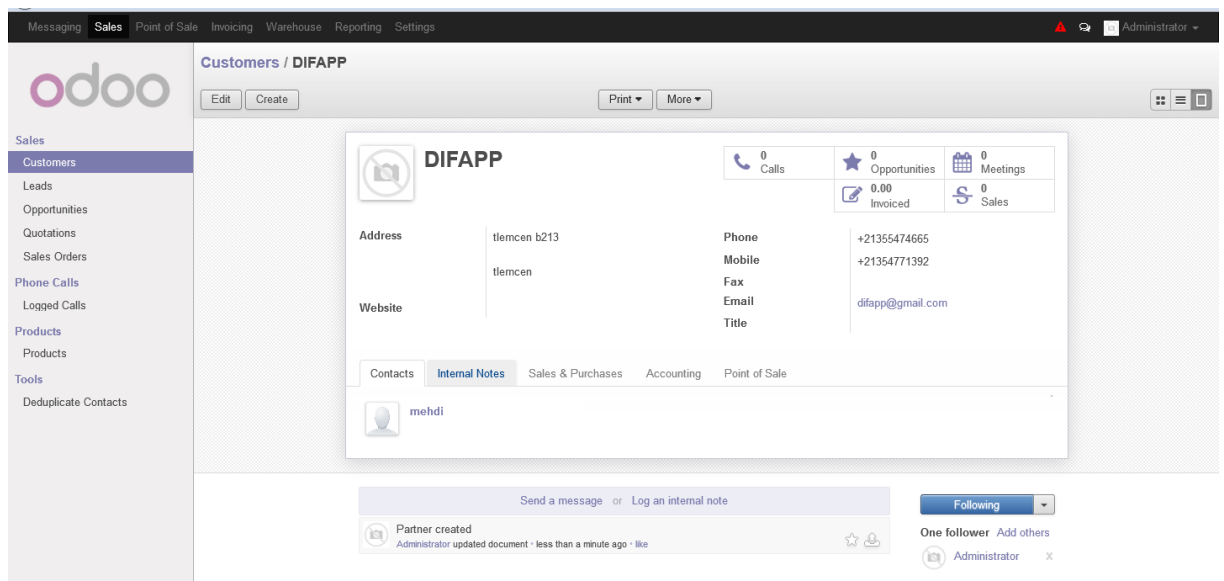 Messaging Sales Point of Sale Invoicing Warehouse Reporting Settings Administrator
odoo
Customers / DIFAPP
Edit Create Print More
Sales
Customers
Leads
Opportunities
Quotations
Sales Orders
Phone Calls
Logged Calls
Products
Products
Tools
Deduplicate Contacts
DIFAPP
0 Calls
0 Opportunities
0 Meetings
0.00 Invoiced
0 Sales
Address tlemcen b213
tlemcen
Website
Phone +21355474665
Mobile +21354771392
Fax
Email difapp@gmail.com
Title
Contacts Internal Notes Sales & Purchases Accounting Point of Sale
mehdi
Send a message or Log an internal note
Partner created
Administrator updated document • less than a minute ago • like
Following
One follower Add others
Administrator X